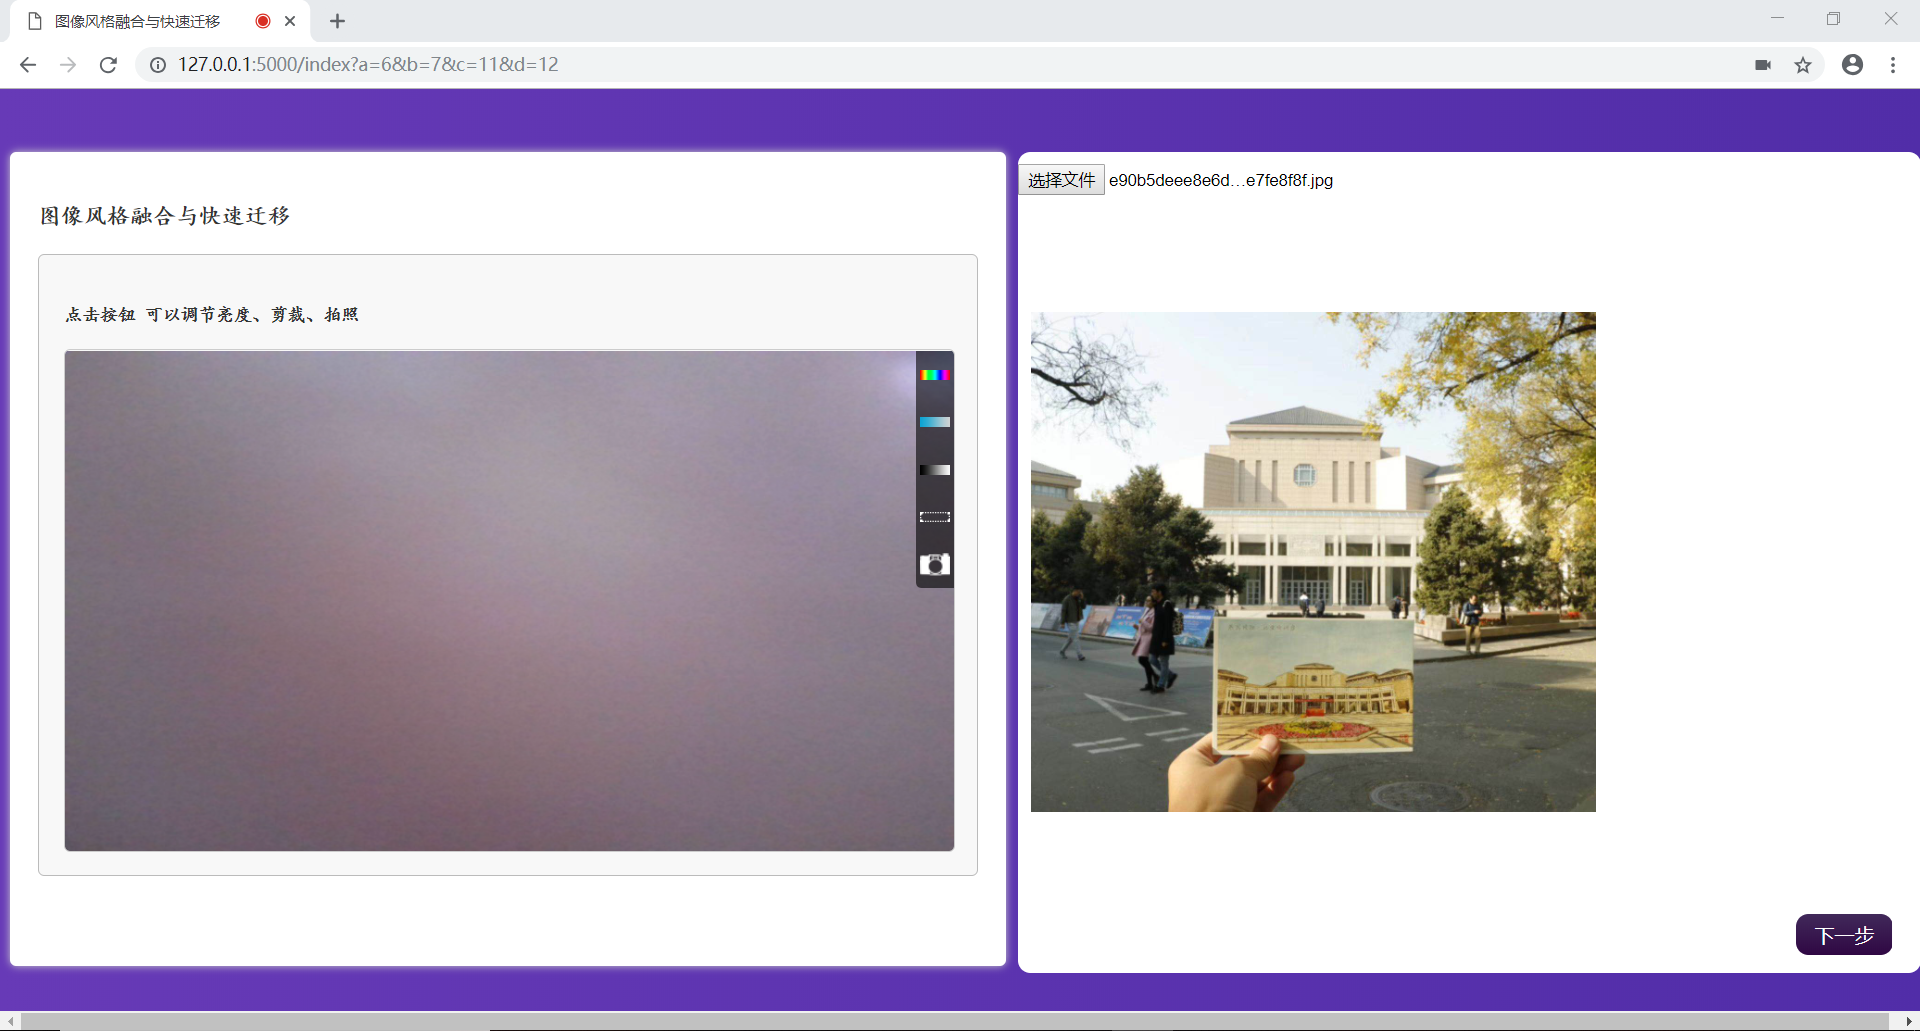 图像风格融合与快速迁移
127.0.0.1:5000/index?a=6&b=7&c=11&d=12
图像风格融合与快速迁移
点击按钮 可以调节亮度、剪裁、拍照
选择文件 e90b5deee8e6d…e7fe8f8f.jpg
下一步